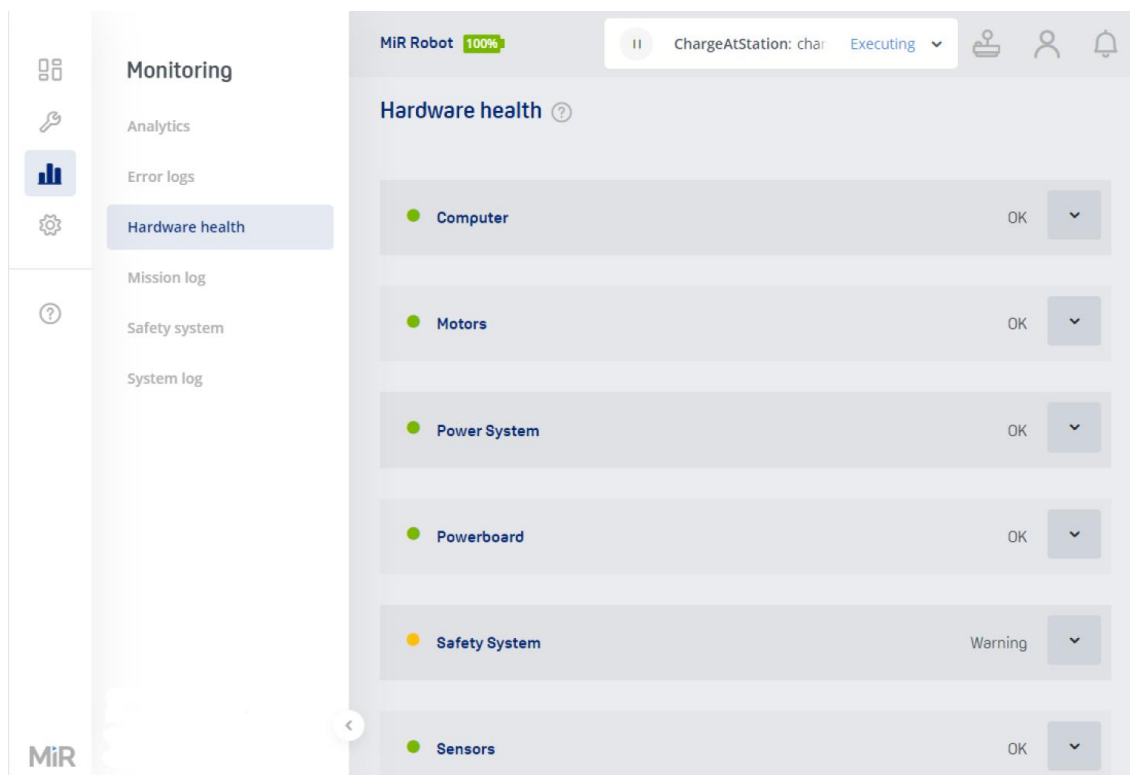 MiR Robot 100% ChargeAtStation: char Executing
Monitoring
Analytics
Error logs
Hardware health
Mission log
Safety system
System log
Hardware health ?
Computer OK
Motors OK
Power System OK
Powerboard OK
Safety System Warning
Sensors OK
?
MiR